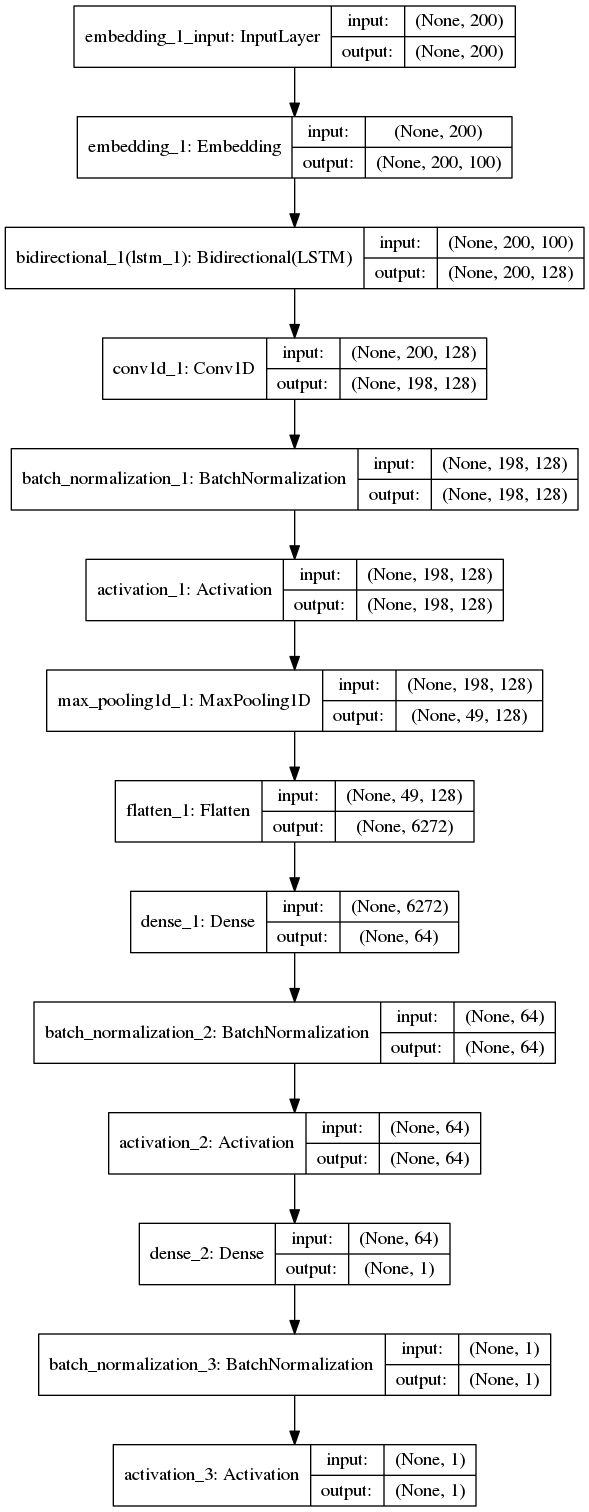 embedding_1_input: InputLayer
input: (None, 200)
output: (None, 200)
embedding_1: Embedding
input: (None, 200)
output: (None, 200, 100)
bidirectional_1(lstm_1): Bidirectional(LSTM)
input: (None, 200, 100)
output: (None, 200, 128)
conv1d_1: Conv1D
input: (None, 200, 128)
output: (None, 198, 128)
batch_normalization_1: BatchNormalization
input: (None, 198, 128)
output: (None, 198, 128)
activation_1: Activation
input: (None, 198, 128)
output: (None, 198, 128)
max_pooling1d_1: MaxPooling1D
input: (None, 198, 128)
output: (None, 49, 128)
flatten_1: Flatten
input: (None, 49, 128)
output: (None, 6272)
dense_1: Dense
input: (None, 6272)
output: (None, 64)
batch_normalization_2: BatchNormalization
input: (None, 64)
output: (None, 64)
activation_2: Activation
input: (None, 64)
output: (None, 64)
dense_2: Dense
input: (None, 64)
output: (None, 1)
batch_normalization_3: BatchNormalization
input: (None, 1)
output: (None, 1)
activation_3: Activation
input: (None, 1)
output: (None, 1)